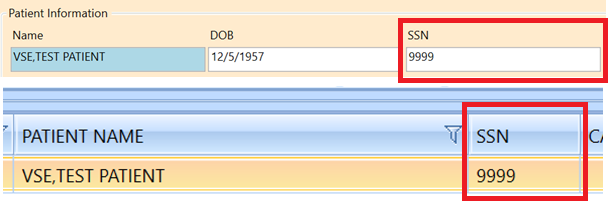 Patient Information
Name DOB SSN
VSE,TEST PATIENT 12/5/1957 9999
PATIENT NAME SSN CA
VSE,TEST PATIENT 9999